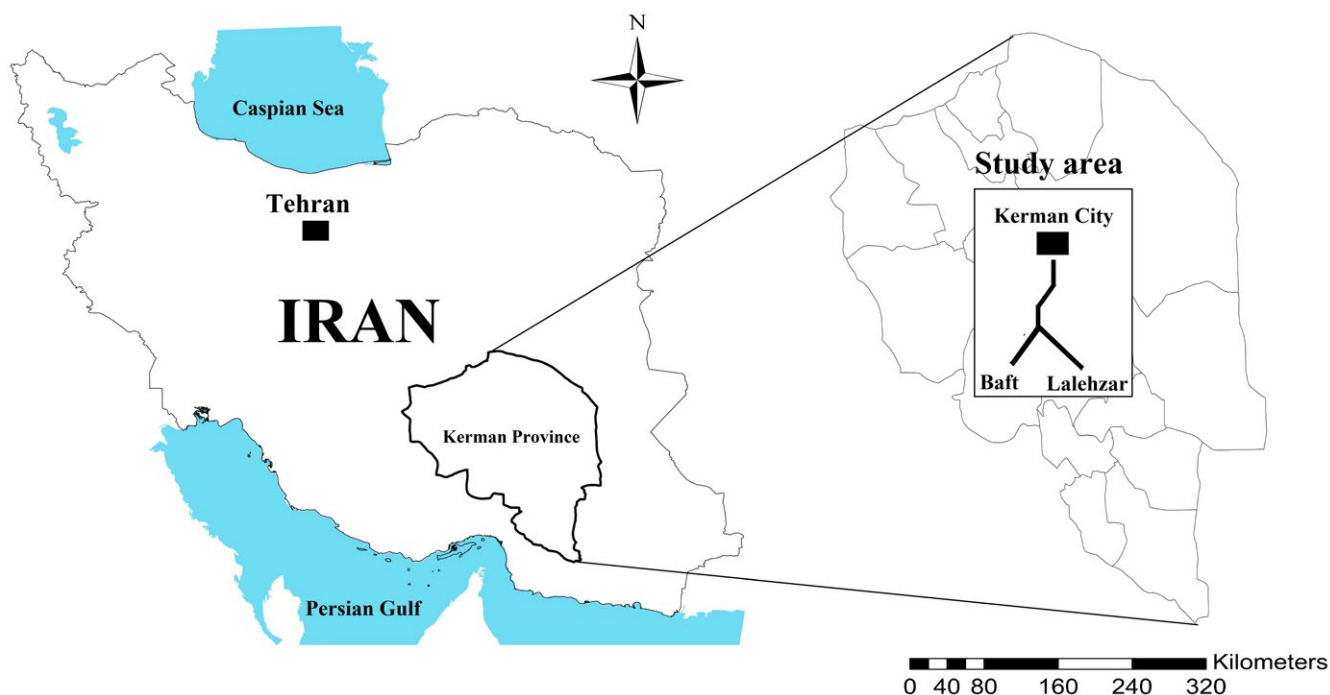 N
Caspian Sea
Tehran
IRAN
Kerman Province
Persian Gulf
Study area
Kerman City
Baft Lalehzar
Kilometers
0 40 80 160 240 320